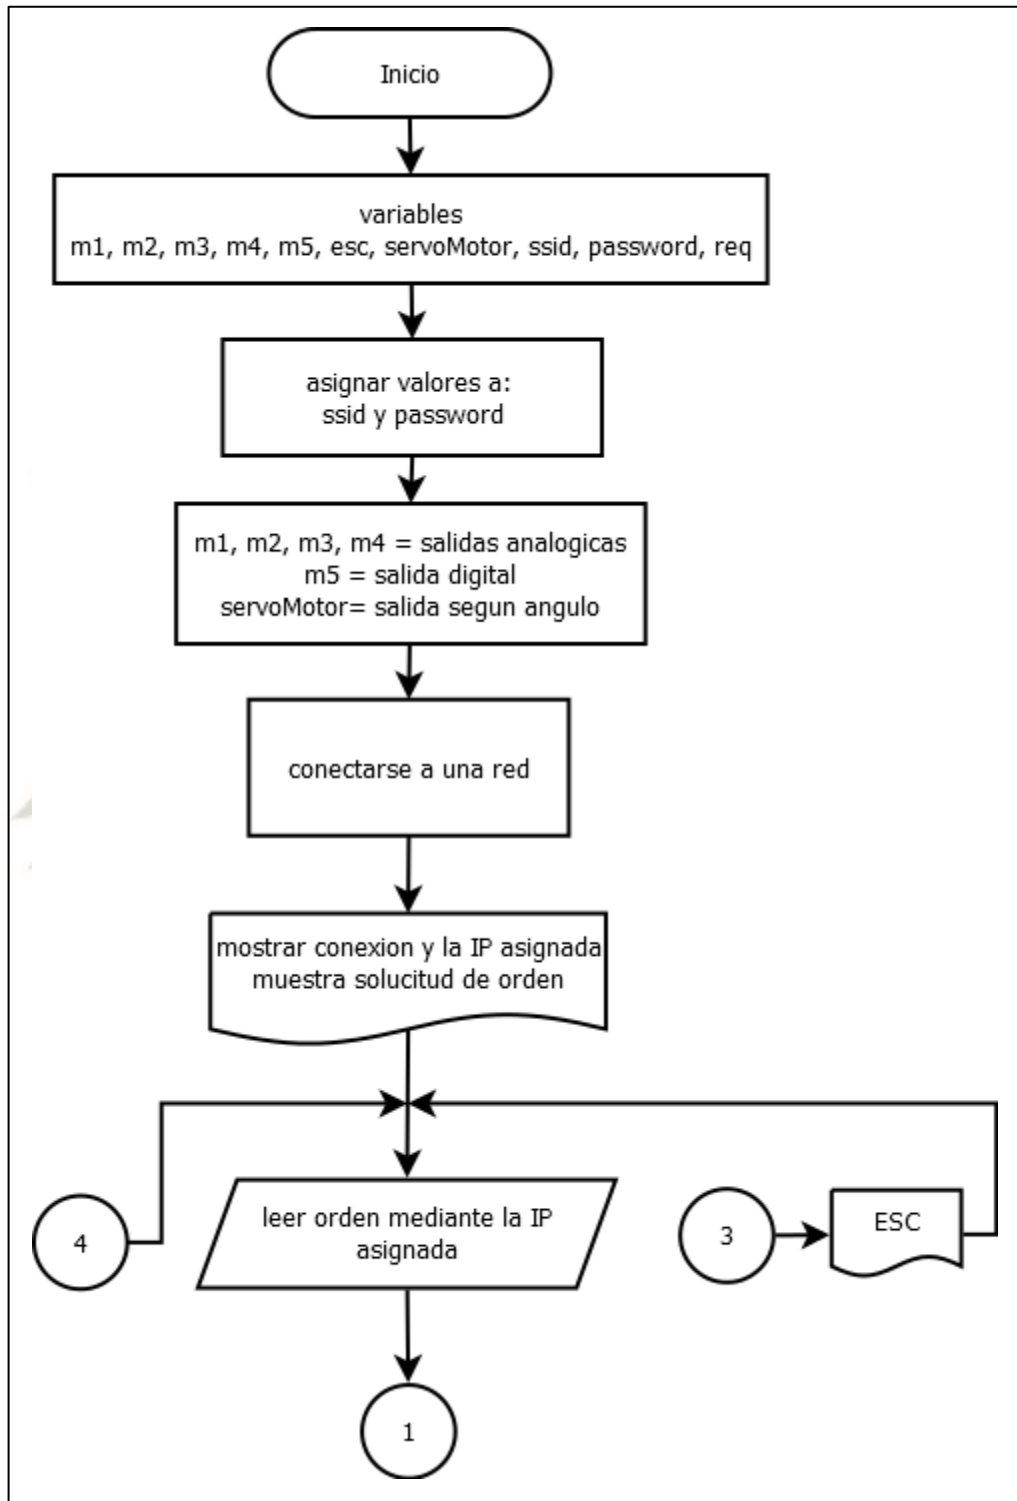 Inicio
variables
m1, m2, m3, m4, m5, esc, servoMotor, ssid, password, req
asignar valores a:
ssid y password
m1, m2, m3, m4 = salidas analogicas
m5 = salida digital
servoMotor= salida segun angulo
conectarse a una red
mostrar conexion y la IP asignada
muestra solucitud de orden
4
leer orden mediante la IP
asignada
3
ESC
1